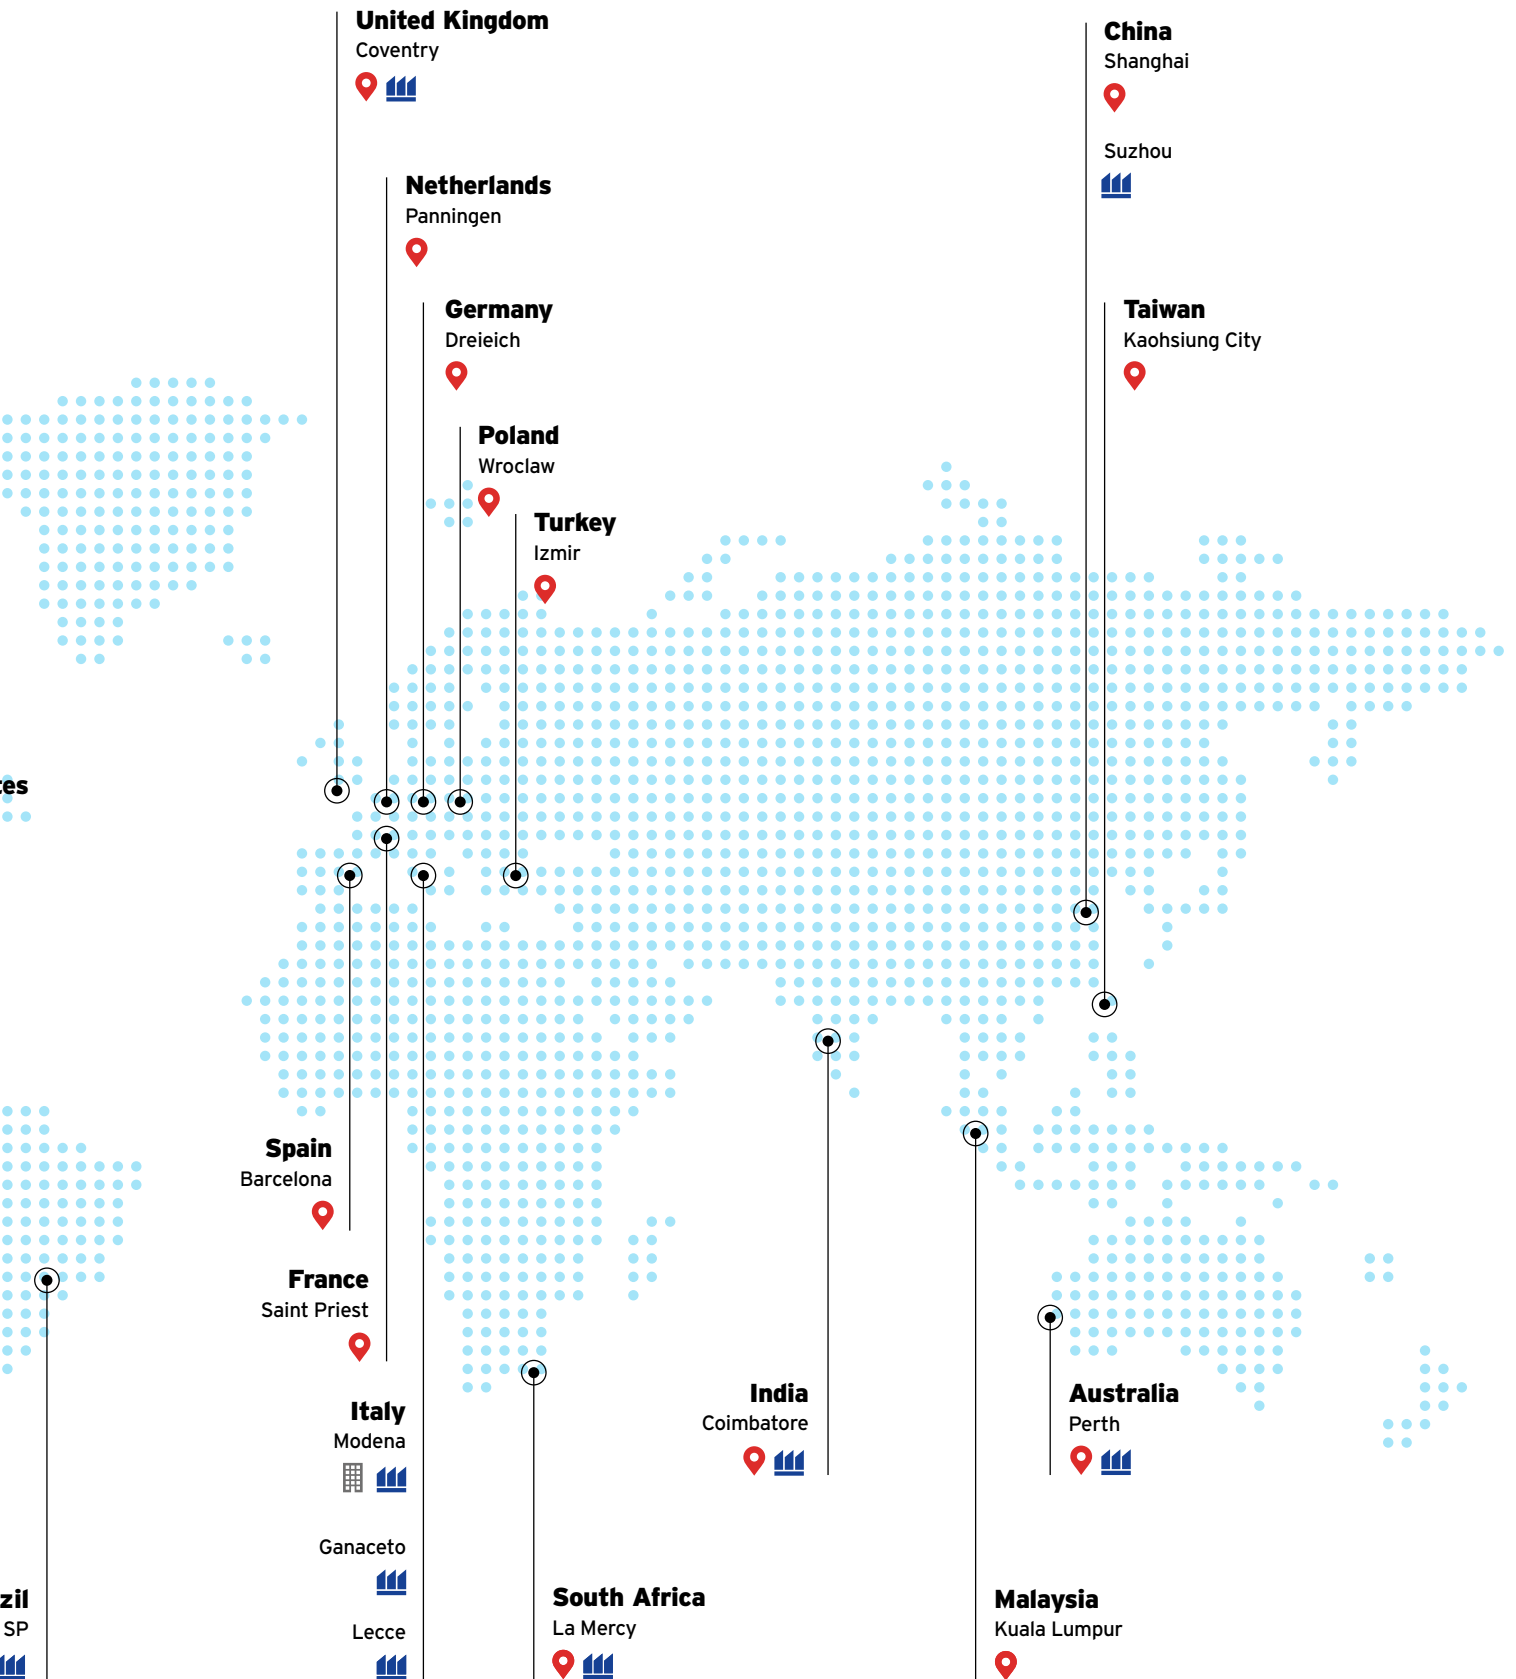 United Kingdom
Coventry
China
Shanghai
Suzhou
Netherlands
Panningen
Germany
Dreieich
Taiwan
Kaohsiung City
Poland
Wroclaw
Turkey
Izmir
tes
Spain
Barcelona
France
Saint Priest
Italy
Modena
Ganaceto
Lecce
India
Coimbatore
Australia
Perth
zil
SP
South Africa
La Mercy
Malaysia
Kuala Lumpur